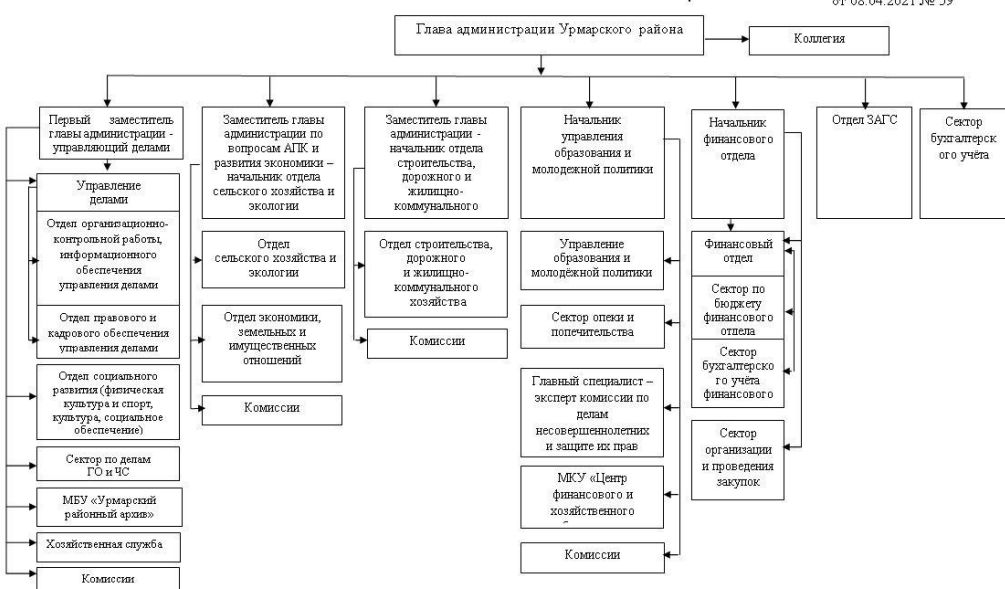 от 08.04.2021 № 59
Глава администрации Урмарского района
Коллегия
Первый заместитель
главы администрации -
управляющий делами
Управление
делами
Отдел организационно-
контрольной работы,
информационного
обеспечения
управления делами
Отдел правового и
кадрового обеспечения
управления делами
Отдел социального
развития (физическая
культура и спорт,
культура, социальное
обеспечение)
Сектор по делам
ГО и ЧС
МБУ «Урмарский
районный архив»
Хозяйственная служба
Комиссии
Заместитель главы
администрации по
вопросам АПК и
развития экономики –
начальник отдела
сельского хозяйства и
экологии
Отдел
сельского хозяйства и
экологии
Отдел экономики,
земельных и
имущественных
отношений
Комиссии
Заместитель главы
администрации -
начальник отдела
строительства,
дорожного и
жилищно-
коммунального
Отдел строительства,
дорожного
и жилищно-
коммунального
хозяйства
Комиссии
Начальник
управления
образования и
молодежной политики
Управление
образования и
молодёжной политики
Сектор опеки и
попечительства
Главный специалист –
эксперт комиссии по
делам
несовершеннолетних
и защите их прав
МКУ «Центр
финансового и
хозяйственного
Комиссии
Начальник
финансового
отдела
Финансовый
отдел
Сектор по
бюджету
финансового
отдела
Сектор
бухгалтерско
го учёта
финансового
Сектор
организации
и проведения
закупок
Отдел ЗАГС
Сектор
бухгалтерск
ого учёта